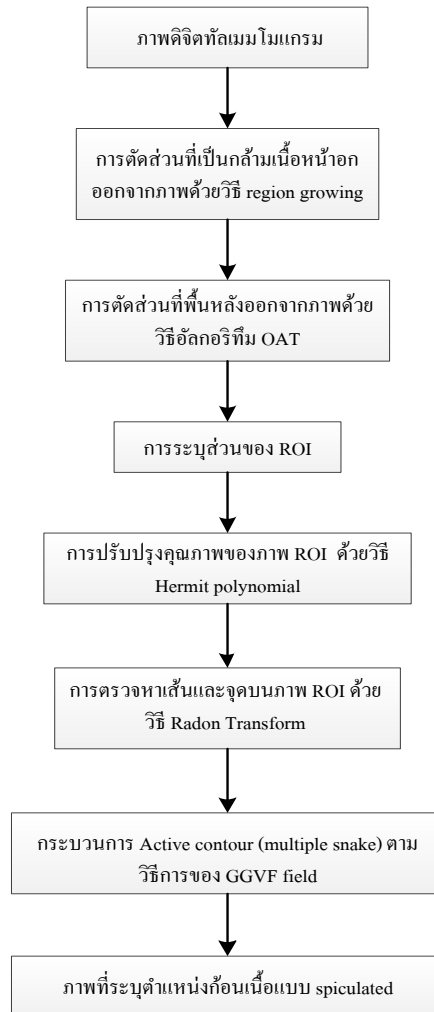 ภาพดิจิตทัลเมมโมแกรม
การตัดส่วนที่เป็นกล้ามเนื้อหน้าอก
ออกจากภาพด้วยวิธี region growing
การตัดส่วนที่พื้นหลังออกจากภาพด้วย
วิธีอัลกอริทึม OAT
การระบุส่วนของ ROI
การปรับปรุงคุณภาพของภาพ ROI ด้วยวิธี
Hermit polynomial
การตรวจหาเส้นและจุดบนภาพ ROI ด้วย
วิธี Radon Transform
กระบวนการ Active contour (multiple snake) ตาม
วิธีการของ GGVF field
ภาพที่ระบุตำแหน่งก้อนเนื้อแบบ spiculated